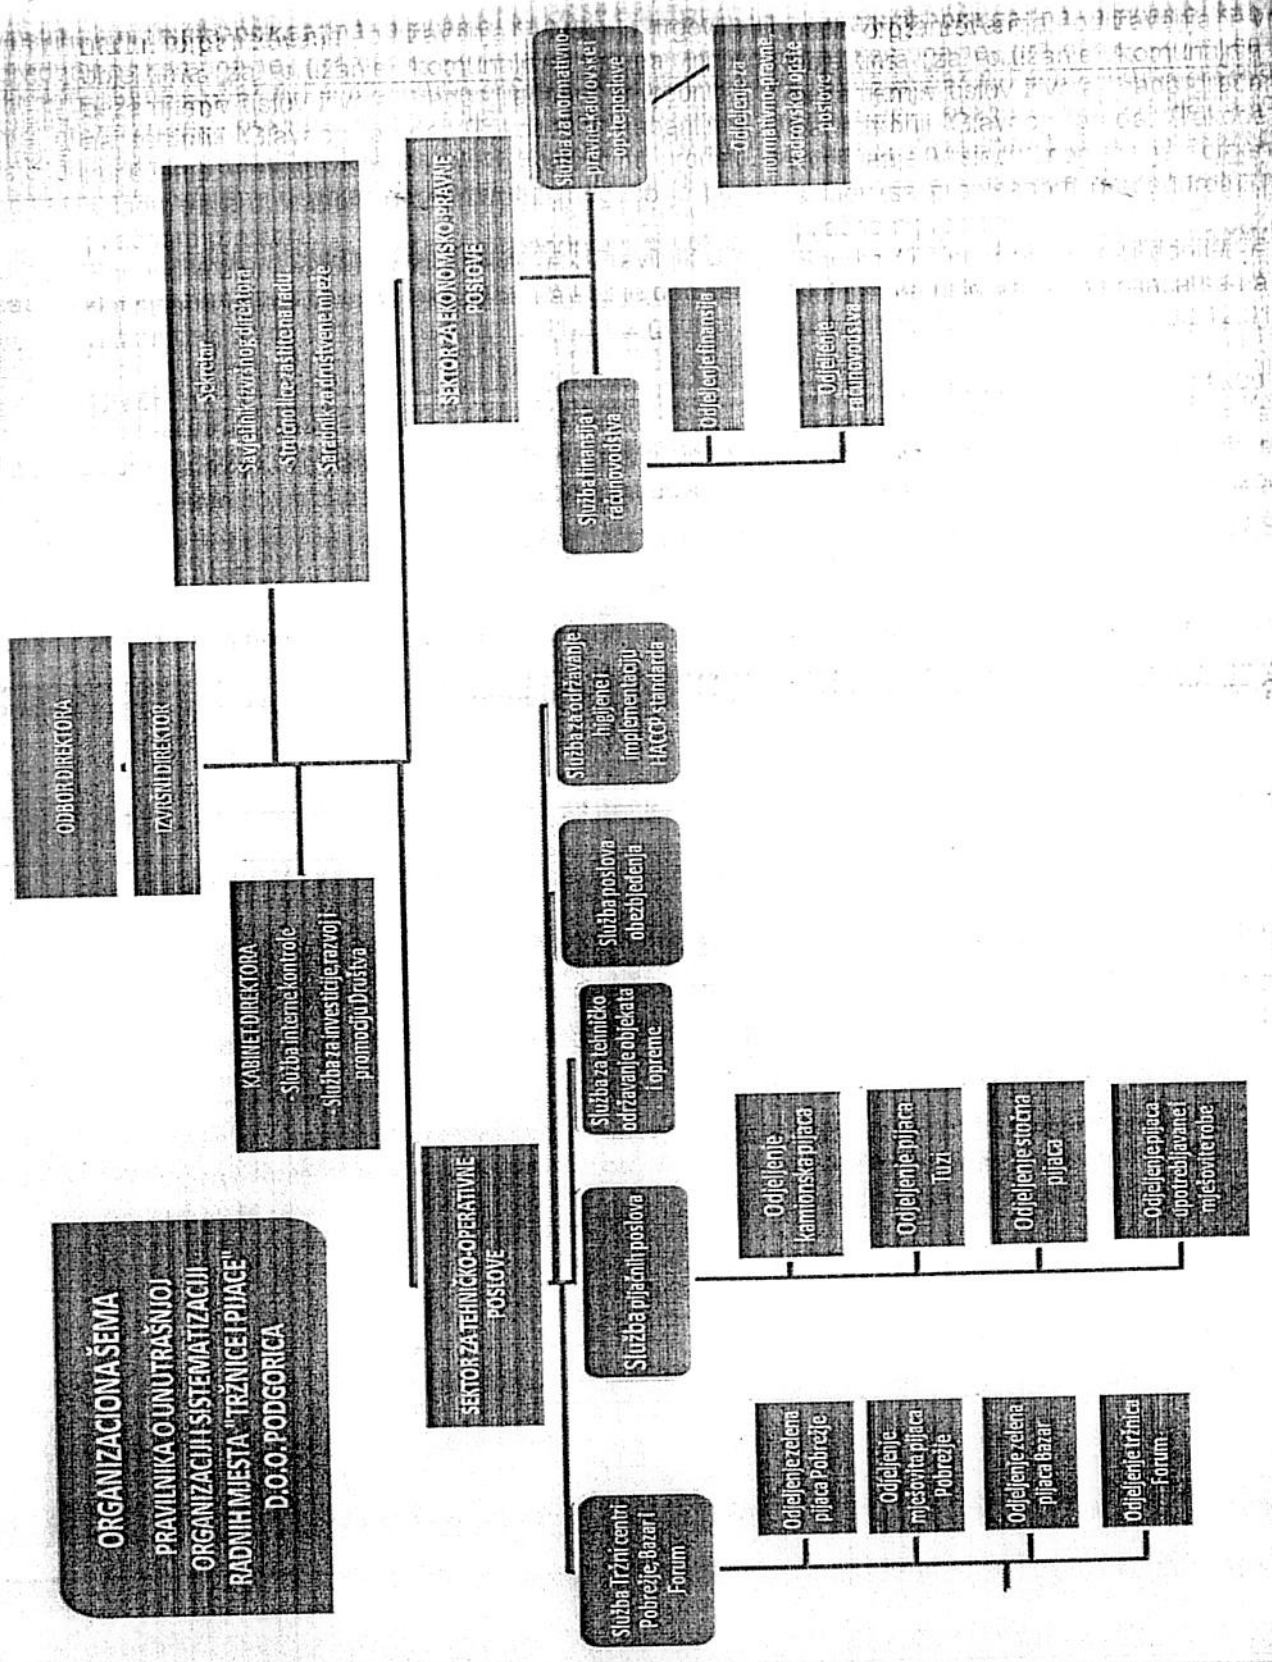 ORGANIZACIONA ŠEMA
PRAVILNIKA O UNUTRAŠNJOJ
ORGANIZACIJI I SISTEMATIZACIJI
RADNIH MESTA "TRŽNICE I PIJACE"
D.O.O. PODGORICA
ODBOR DIREKTORA
IZVRŠNI DIREKTOR
KABINET DIREKTORA
- Služba interne kontrole
- Služba za investicije, razvoj i
promociju Društva
- Sekretar
- Savjetnik izvršnog direktora
- Stručno lice zaštite na radu
- Saradnik za društvene mreže
SEKTOR ZA TEHNIČKO-OPERATIVNE
POSLOVE
SEKTOR ZA EKONOMSKO-PRAVNE
POSLOVE
Služba Tržni centri
Pobrežje, Bazar i
Forum
Služba pijačnih poslova
Služba za tehničko
održavanje objekata
i opreme
Služba poslova
obezbjeđenja
Služba za održavanje
higijene i
implementaciju
HACCP standarda
Služba finansija i
računovodstva
Služba za normativno-
pravne, kadrovske i
opšte poslove
Odjeljenje zelena
pijaca Pobrežje
Odjeljenje
mješovita pijaca
Pobrežje
Odjeljenje zelena
pijaca Bazar
Odjeljenje tržnica
Forum
Odjeljenje
kamionska pijaca
Odjeljenje pijaca
Tuzi
Odjeljenje stočna
pijaca
Odjeljenje pijaca
upotrebljavane i
mješovite robe
Odjeljenje finansija
Odjeljenje
računovodstva
Odjeljenje za
normativno-pravne,
kadrovske i opšte
poslove